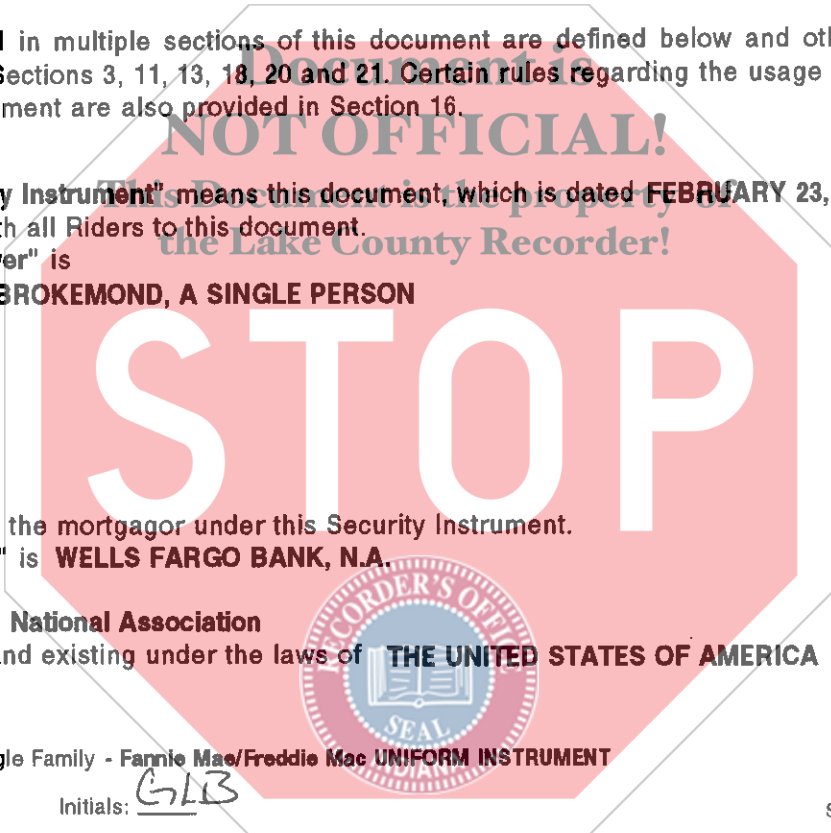 in multiple sections of this document are defined below and
Sections 3, 11, 13, 18, 20 and 21. Certain rules regarding the usage
are also provided in Section 16.
Document is
NOT OFFICIAL!
This Document is the property of
the Lake County Recorder!
Instrument" means this document, which is dated FEBRUARY 23,
all Riders to this document.
is
BROKEMOND, A SINGLE PERSON
STOP
the mortgagor under this Security Instrument.
" is WELLS FARGO BANK, N.A.
National Association
and existing under the laws of THE UNITED STATES OF AMERICA
RECORDER'S OFFICE
SEAL
INDIANA
Family - Fannie Mae/Freddie Mac UNIFORM INSTRUMENT
Initials: GLB